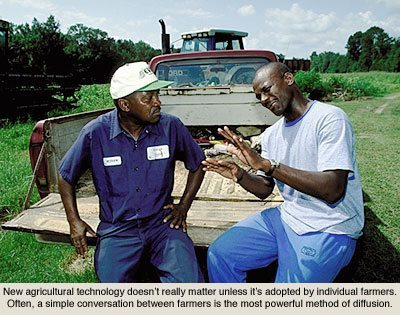 New agricultural technology doesn't really matter unless it's adopted by individual farmers.
Often, a simple conversation between farmers is the most powerful method of diffusion.